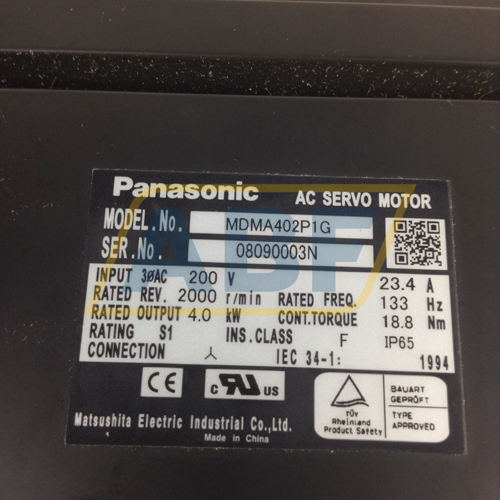 Panasonic AC SERVO MOTOR
MODEL.No. MDMA402P1G
SER.No. 08090003N
INPUT 3øAC 200 V 23.4 A
RATED REV. 2000 r/min RATED FREQ. 133 Hz
RATED OUTPUT 4.0 kW CONT.TORQUE 18.8 Nm
RATING S1 INS.CLASS F IP65
CONNECTION 人 IEC 34-1: 1994
CE c RU US
TÜV
Rheinland
Product Safety
BAUART
GEPRÜFT
TYPE
APPROVED
Matsushita Electric Industrial Co.,Ltd.
Made in China
ABF